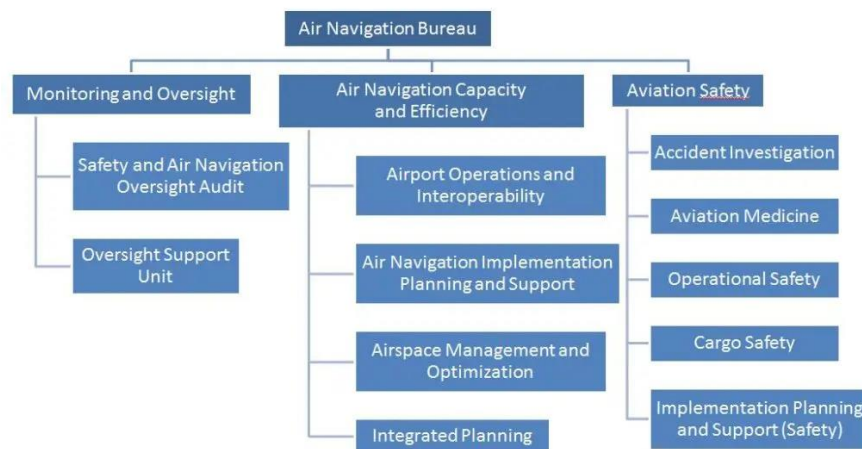 Air Navigation Bureau
Monitoring and Oversight
Safety and Air Navigation
Oversight Audit
Oversight Support
Unit
Air Navigation Capacity
and Efficiency
Airport Operations and
Interoperability
Air Navigation Implementation
Planning and Support
Airspace Management and
Optimization
Integrated Planning
Aviation Safety
Accident Investigation
Aviation Medicine
Operational Safety
Cargo Safety
Implementation Planning
and Support (Safety)